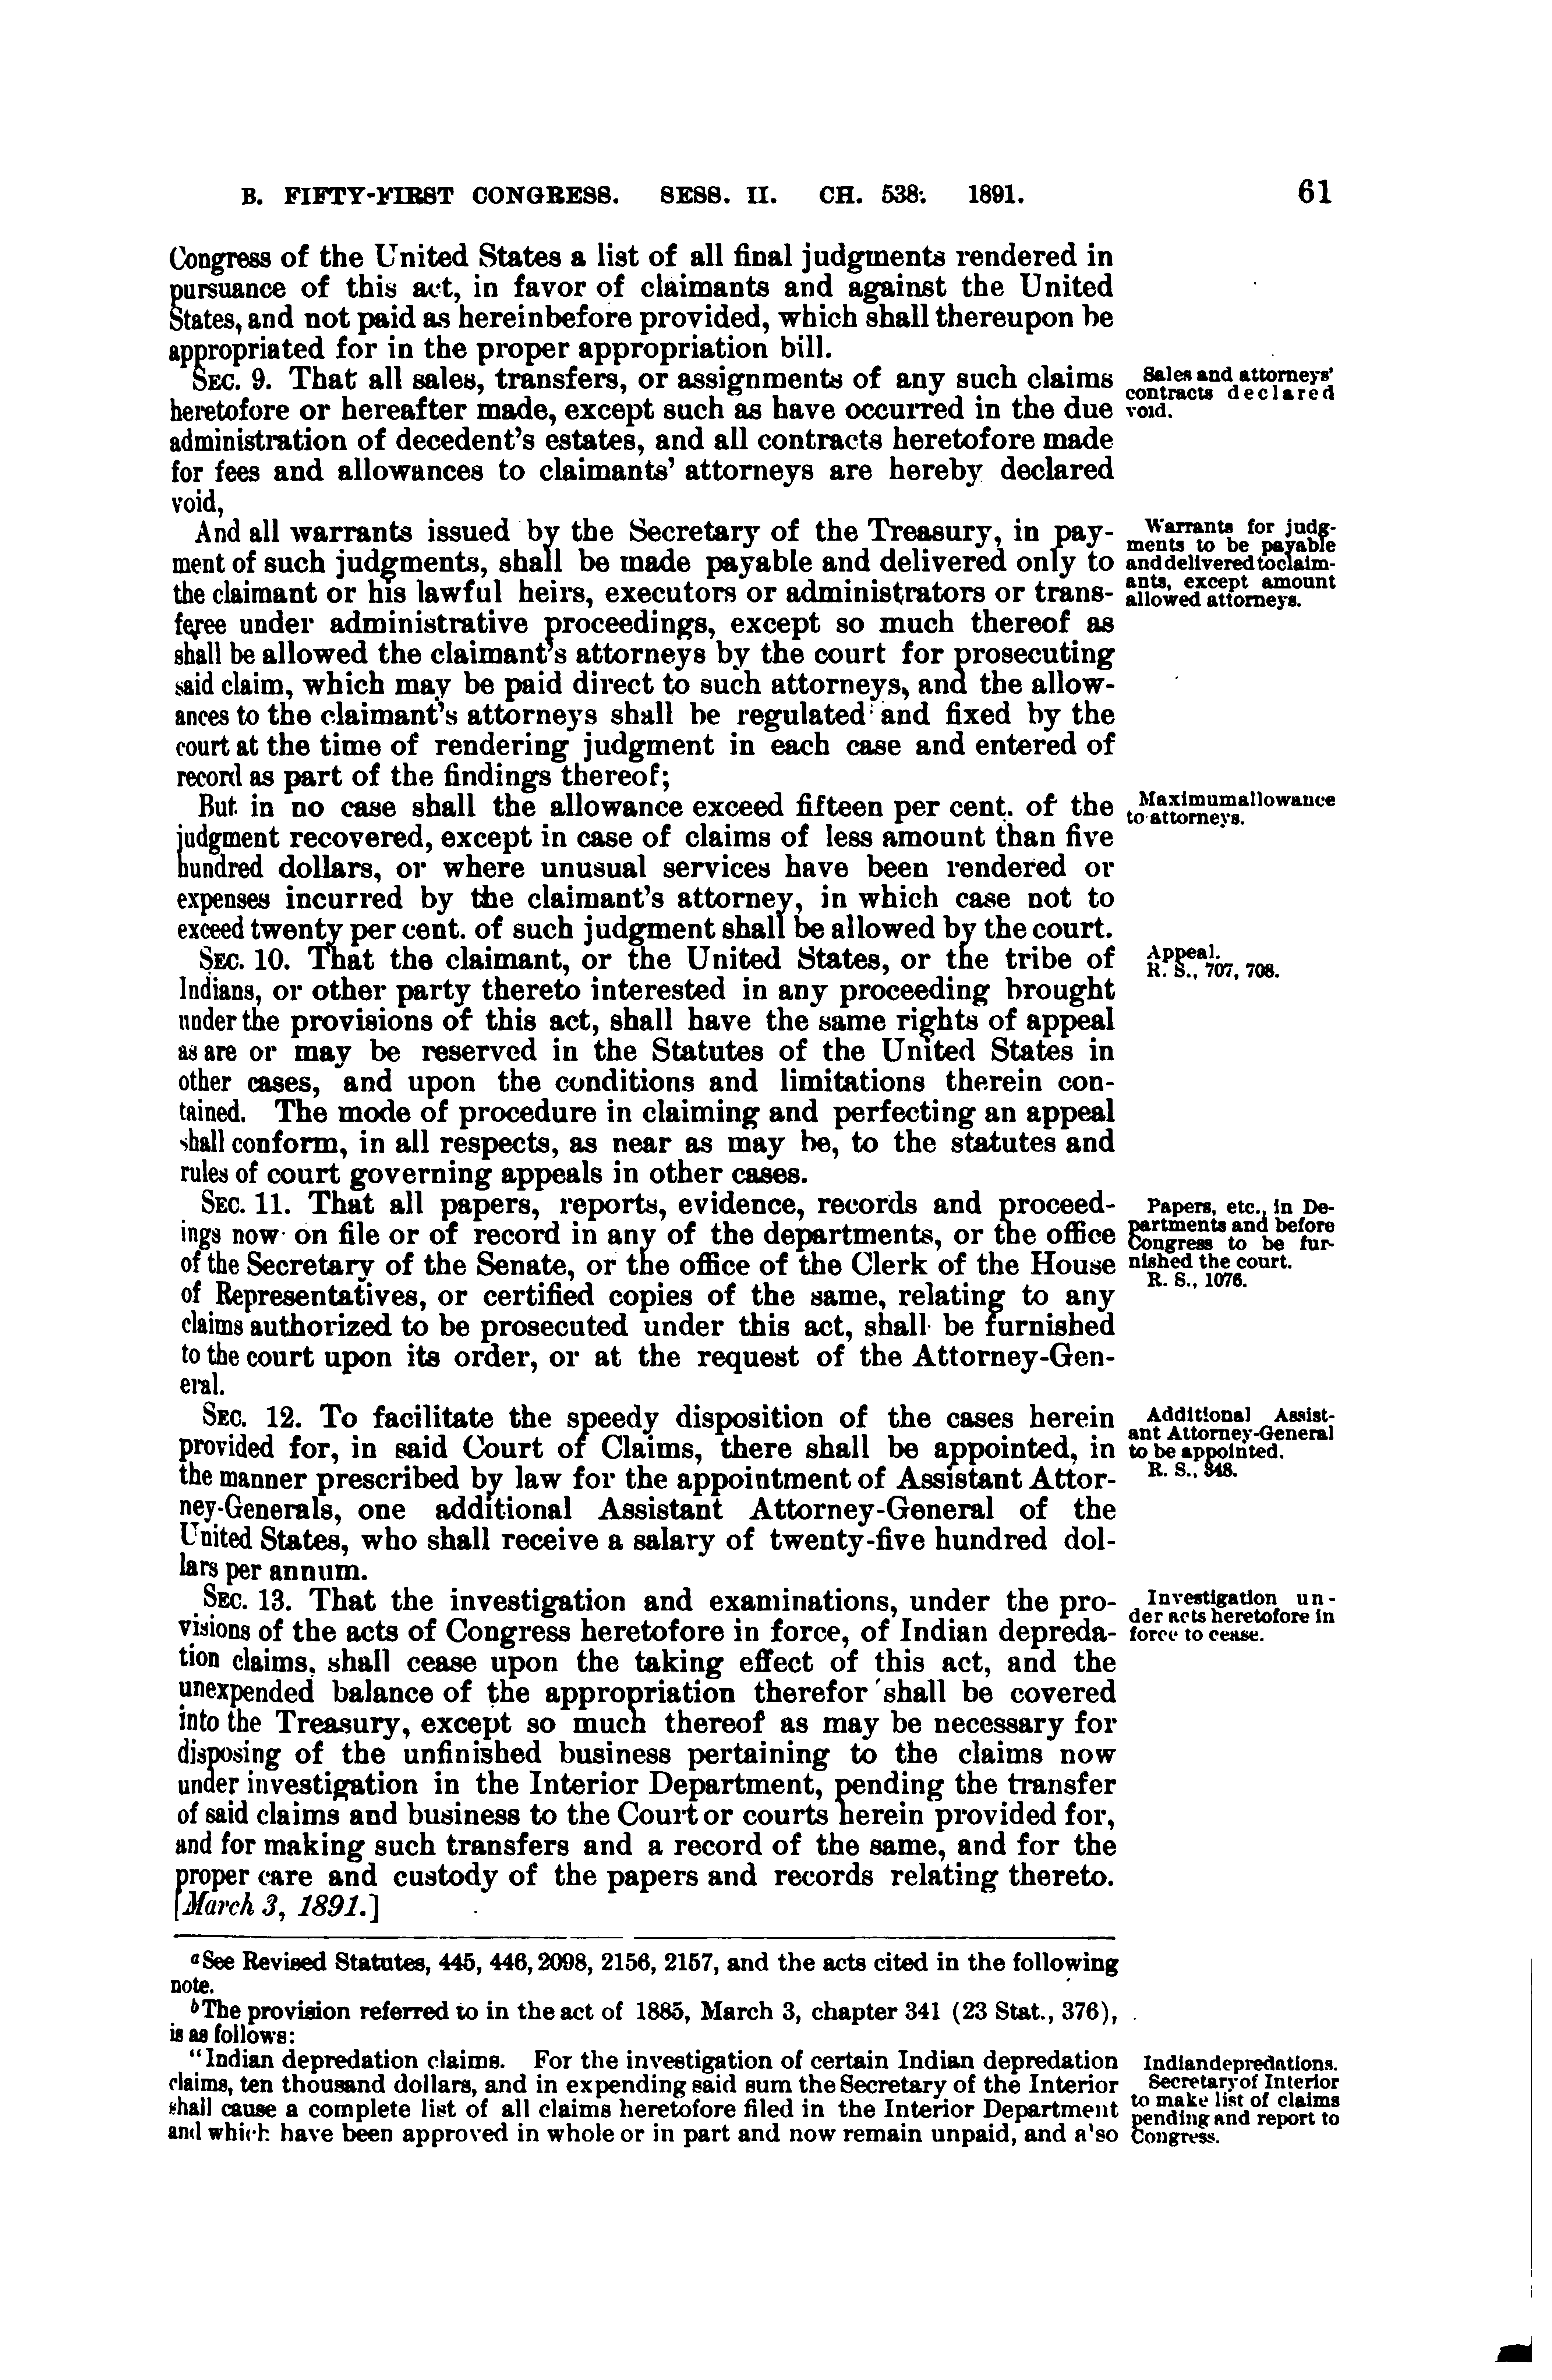 B. FIFTY-FIRST CONGRESS. SESS. II. CH. 538. 1891. 61
Congress of the United States a list of all final judgments rendered in
pursuance of this act, in favor of claimants and against the United
States, and not paid as hereinbefore provided, which shall thereupon be
appropriated for in the proper appropriation bill.
SEC. 9. That all sales, transfers, or assignments of any such claims
heretofore or hereafter made, except such as have occurred in the due
administration of decedent's estates, and all contracts heretofore made
for fees and allowances to claimants' attorneys are hereby declared
void,
Sales and attorneys'
contracts declared
void.
And all warrants issued by the Secretary of the Treasury, in pay-
ment of such judgments, shall be made payable and delivered only to
the claimant or his lawful heirs, executors or administrators or trans-
feree under administrative proceedings, except so much thereof as
shall be allowed the claimant's attorneys by the court for prosecuting
said claim, which may be paid direct to such attorneys, and the allow-
ances to the claimant's attorneys shall be regulated and fixed by the
court at the time of rendering judgment in each case and entered of
record as part of the findings thereof;
Warrants for judg-
ments to be payable
and delivered to claim-
ants, except amount
allowed attorneys.
But in no case shall the allowance exceed fifteen per cent. of the
judgment recovered, except in case of claims of less amount than five
hundred dollars, or where unusual services have been rendered or
expenses incurred by the claimant's attorney, in which case not to
exceed twenty per cent. of such judgment shall be allowed by the court.
Maximum allowance
to attorneys.
SEC. 10. That the claimant, or the United States, or the tribe of
Indians, or other party thereto interested in any proceeding brought
under the provisions of this act, shall have the same rights of appeal
as are or may be reserved in the Statutes of the United States in
other cases, and upon the conditions and limitations therein con-
tained. The mode of procedure in claiming and perfecting an appeal
shall conform, in all respects, as near as may be, to the statutes and
rules of court governing appeals in other cases.
Appeal.
R. S., 707, 708.
SEC. 11. That all papers, reports, evidence, records and proceed-
ings now on file or of record in any of the departments, or the office
of the Secretary of the Senate, or the office of the Clerk of the House
of Representatives, or certified copies of the same, relating to any
claims authorized to be prosecuted under this act, shall be furnished
to the court upon its order, or at the request of the Attorney-Gen-
eral.
Papers, etc., in De-
partments and before
Congress to be fur-
nished the court.
R. S., 1076.
SEC. 12. To facilitate the speedy disposition of the cases herein
provided for, in said Court of Claims, there shall be appointed, in
the manner prescribed by law for the appointment of Assistant Attor-
ney-Generals, one additional Assistant Attorney-General of the
United States, who shall receive a salary of twenty-five hundred dol-
lars per annum.
Additional Assist-
ant Attorney-General
to be appointed.
R. S., 348.
SEC. 13. That the investigation and examinations, under the pro-
visions of the acts of Congress heretofore in force, of Indian depreda-
tion claims, shall cease upon the taking effect of this act, and the
unexpended balance of the appropriation therefor shall be covered
into the Treasury, except so much thereof as may be necessary for
disposing of the unfinished business pertaining to the claims now
under investigation in the Interior Department, pending the transfer
of said claims and business to the Court or courts herein provided for,
and for making such transfers and a record of the same, and for the
proper care and custody of the papers and records relating thereto.
[March 3, 1891.]
Investigation un-
der acts heretofore in
force to cease.
a See Revised Statutes, 445, 446, 2098, 2156, 2157, and the acts cited in the following
note.
b The provision referred to in the act of 1885, March 3, chapter 341 (23 Stat., 376),
is as follows:
"Indian depredation claims. For the investigation of certain Indian depredation
claims, ten thousand dollars, and in expending said sum the Secretary of the Interior
shall cause a complete list of all claims heretofore filed in the Interior Department
and which have been approved in whole or in part and now remain unpaid, and also
Indian depredations.
Secretary of Interior
to make list of claims
pending and report to
Congress.